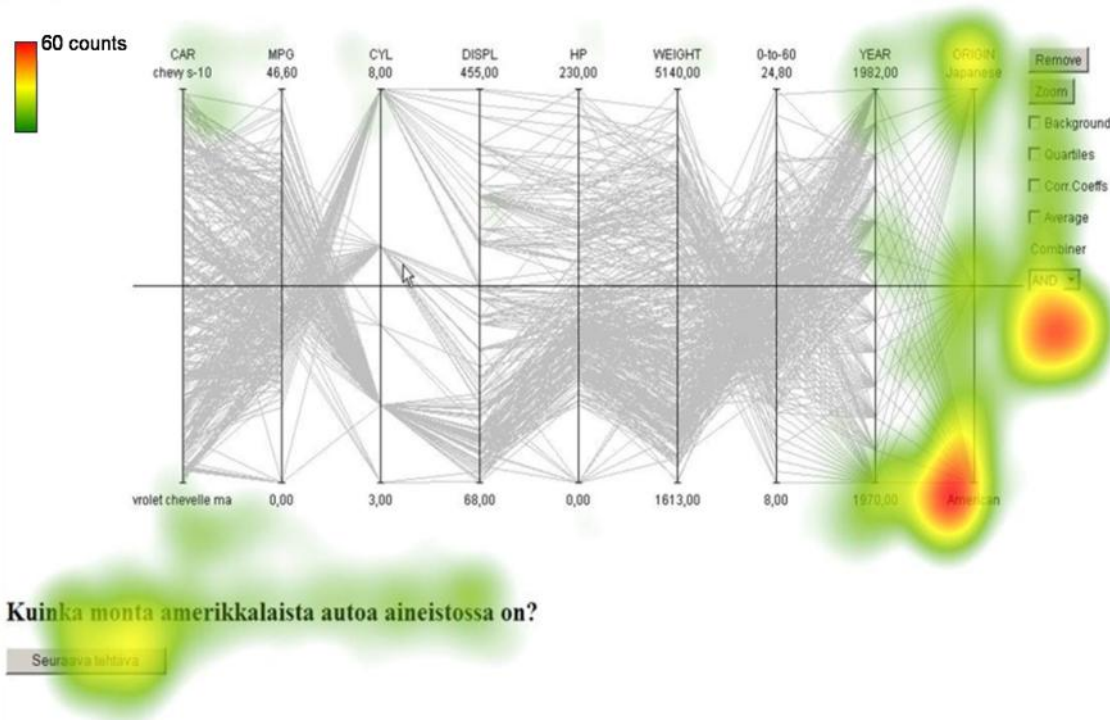 60 counts
CAR MPG CYL DISPL HP WEIGHT 0-to-60 YEAR ORIGIN
chevy s-10 46,60 8,00 455,00 230,00 5140,00 24,80 1982,00 Japanese
Remove
Zoom
Background
Quartiles
Corr.Coeffs
Average
Combiner
AND
vrolet chevelle ma 0,00 3,00 68,00 0,00 1613,00 8,00 1970,00 American
Kuinka monta amerikkalaista autoa aineistossa on?
Seuraava tehtava